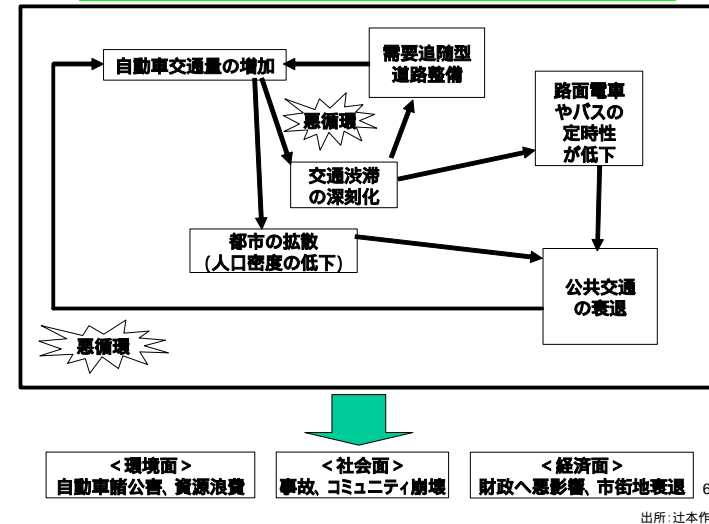 自動車交通量の増加
需要追随型
道路整備
悪循環
路面電車
やバスの
定時性
が低下
交通渋滞
の深刻化
都市の拡散
(人口密度の低下)
公共交通
の衰退
悪循環
<環境面>
自動車諸公害、資源浪費
<社会面>
事故、コミュニティ崩壊
<経済面>
財政へ悪影響、市街地衰退
6
出所:辻本作